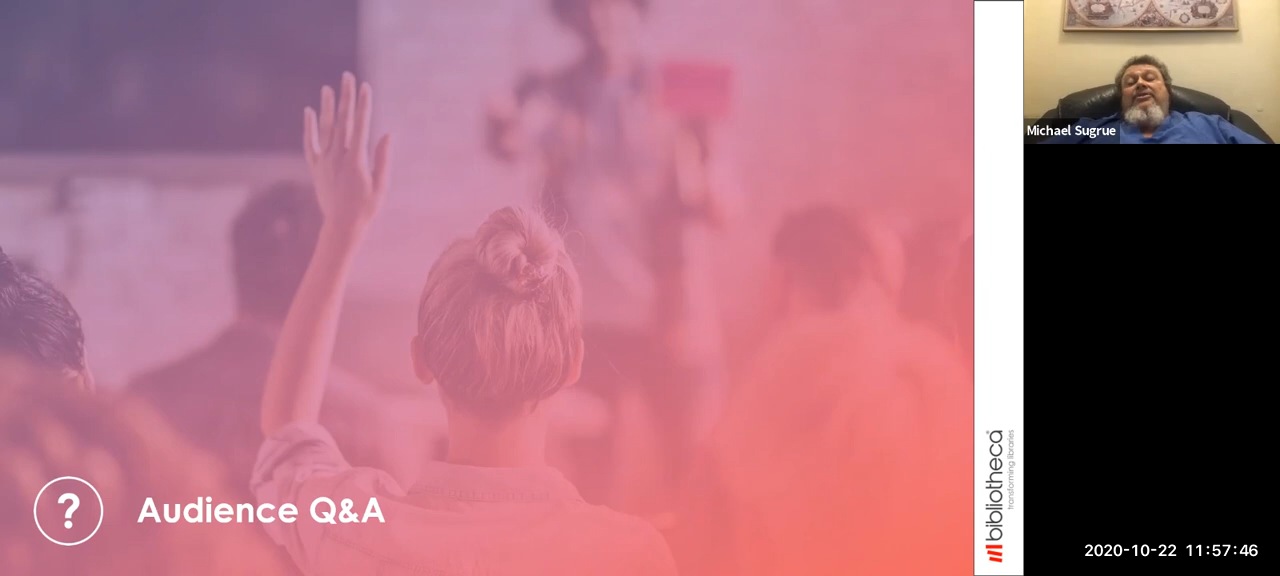 Michael Sugrue
? Audience Q&A
bibliotheca®
transforming libraries
2020-10-22 11:57:46